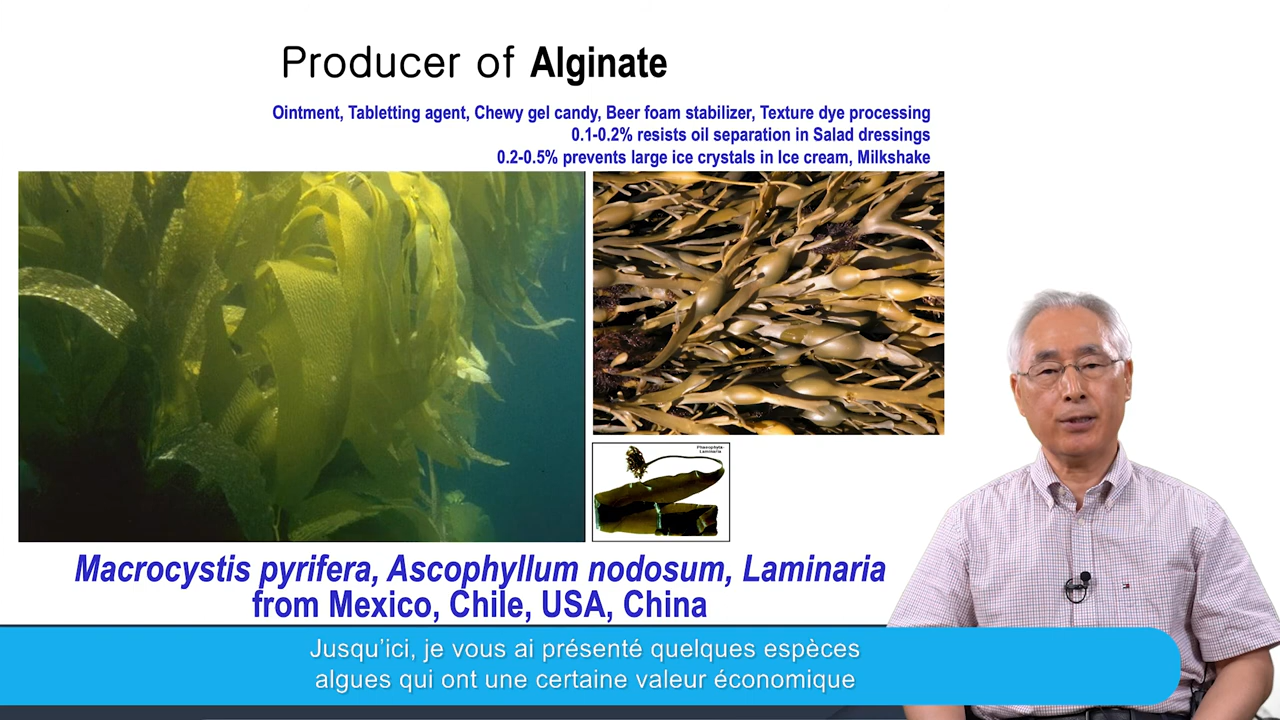 Producer of Alginate
Ointment, Tabletting agent, Chewy gel candy, Beer foam stabilizer, Texture dye processing
0.1-0.2% resists oil separation in Salad dressings
0.2-0.5% prevents large ice crystals in Ice cream, Milkshake
Phaeophyta-
Laminaria
Macrocystis pyrifera, Ascophyllum nodosum, Laminaria
from Mexico, Chile, USA, China
Jusqu'ici, je vous ai présenté quelques espèces
algues qui ont une certaine valeur économique